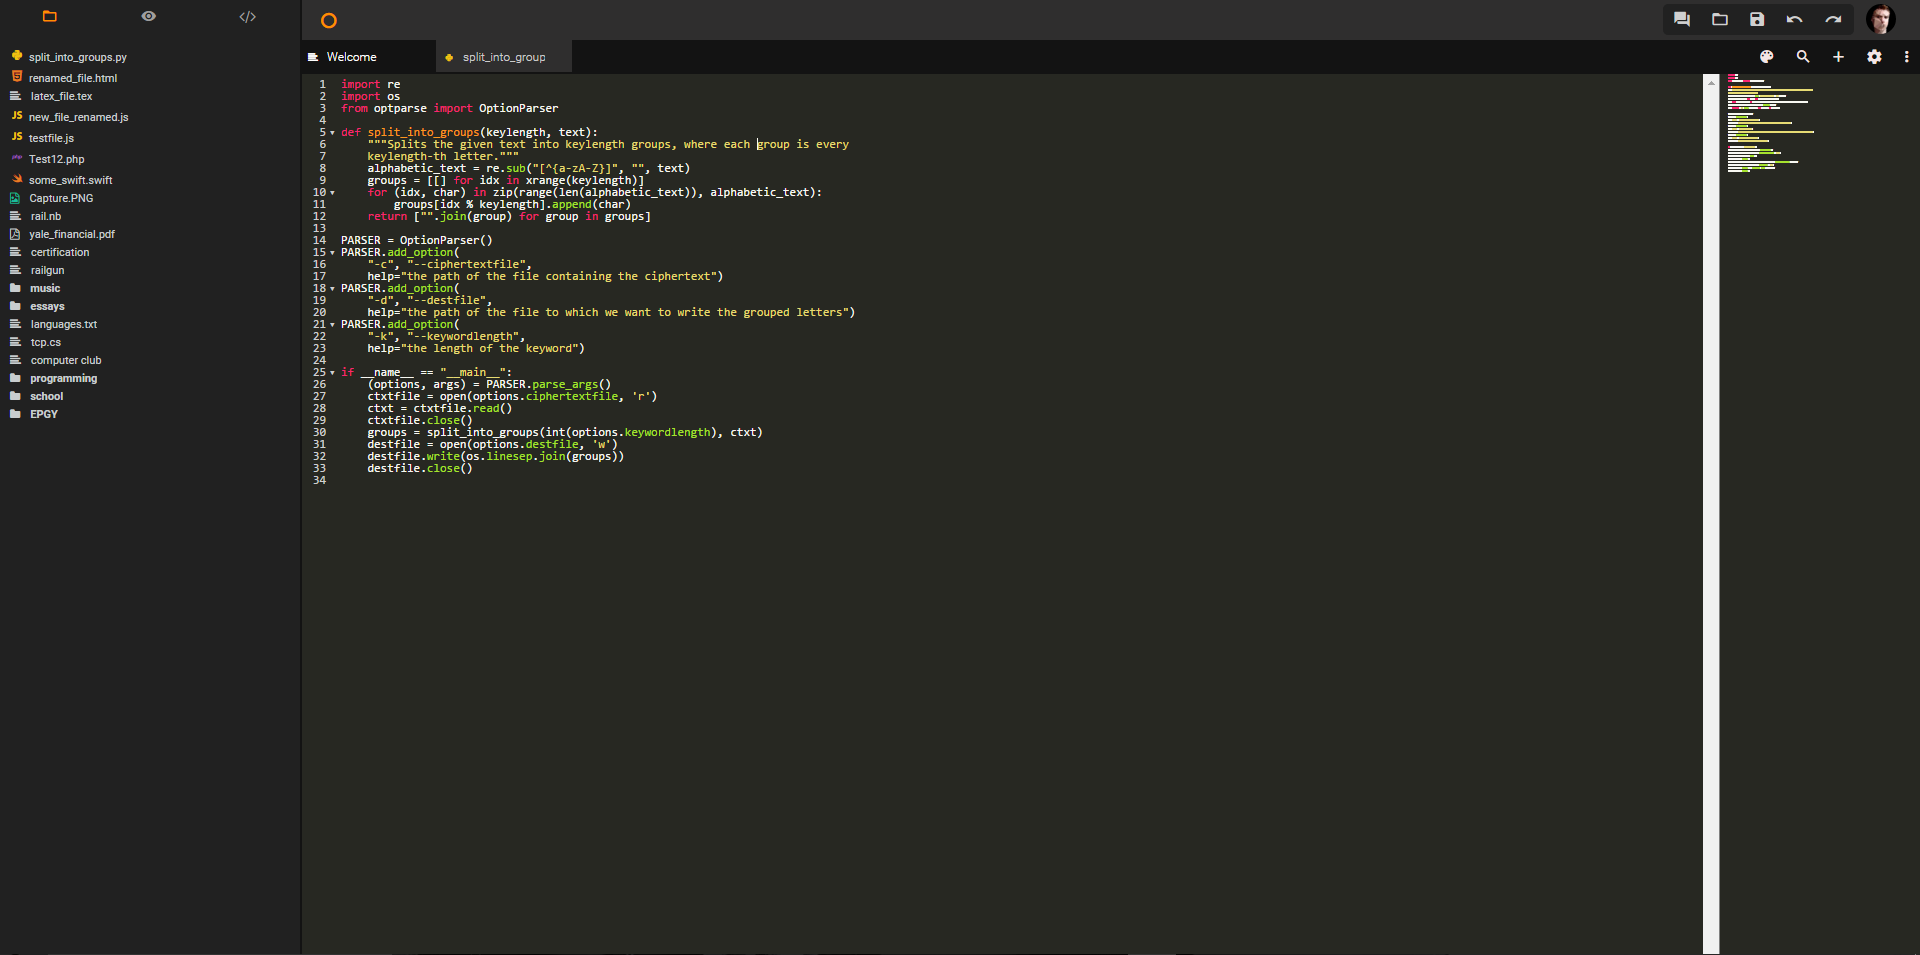 split_into_groups.py
renamed_file.html
latex_file.tex
JS new_file_renamed.js
JS testfile.js
php Test12.php
some_swift.swift
Capture.PNG
rail.nb
yale_financial.pdf
certification
railgun
music
essays
languages.txt
tcp.cs
computer club
programming
school
EPGY
Welcome
split_into_group
1 import re
2 import os
3 from optparse import OptionParser
4
5 def split_into_groups(keylength, text):
6     """Splits the given text into keylength groups, where each group is every
7     keylength-th letter."""
8     alphabetic_text = re.sub("[^{a-zA-Z}]", "", text)
9     groups = [[] for idx in xrange(keylength)]
10     for (idx, char) in zip(range(len(alphabetic_text)), alphabetic_text):
11         groups[idx % keylength].append(char)
12     return ["".join(group) for group in groups]
13
14 PARSER = OptionParser()
15 PARSER.add_option(
16     "-c", "--ciphertextfile",
17     help="the path of the file containing the ciphertext")
18 PARSER.add_option(
19     "-d", "--destfile",
20     help="the path of the file to which we want to write the grouped letters")
21 PARSER.add_option(
22     "-k", "--keywordlength",
23     help="the length of the keyword")
24
25 if __name__ == "__main__":
26     (options, args) = PARSER.parse_args()
27     ctxtfile = open(options.ciphertextfile, 'r')
28     ctxt = ctxtfile.read()
29     ctxtfile.close()
30     groups = split_into_groups(int(options.keywordlength), ctxt)
31     destfile = open(options.destfile, 'w')
32     destfile.write(os.linesep.join(groups))
33     destfile.close()
34